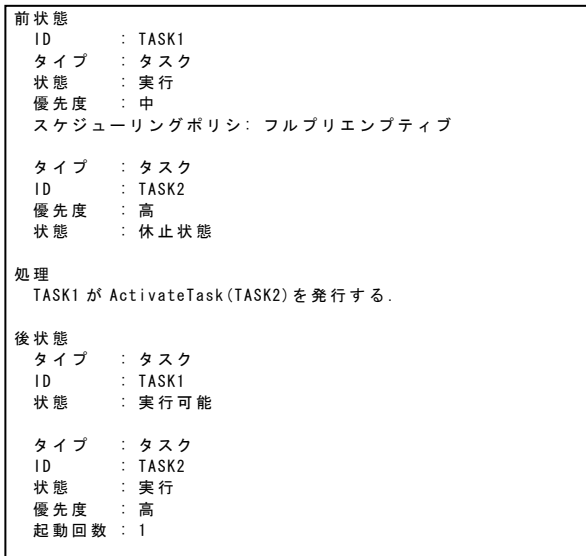 前状態
ID : TASK1
タイプ : タスク
状態 : 実行
優先度 : 中
スケジューリングポリシ: フルプリエンプティブ
タイプ : タスク
ID : TASK2
優先度 : 高
状態 : 休止状態
処理
TASK1 が ActivateTask(TASK2)を発行する.
後状態
タイプ : タスク
ID : TASK1
状態 : 実行可能
タイプ : タスク
ID : TASK2
状態 : 実行
優先度 : 高
起動回数 : 1